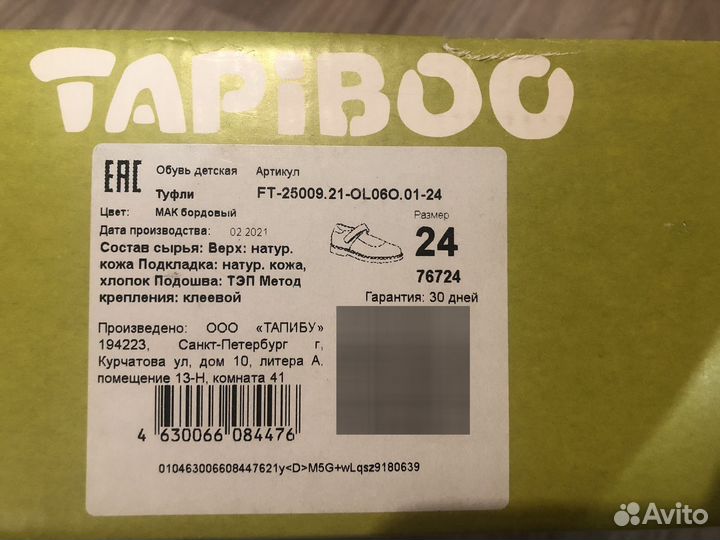 TAPiBOO
EAC
Обувь детская Артикул
Туфли FT-25009.21-OL06O.01-24
Цвет: МАК бордовый
Размер
Дата производства: 02 2021
24
Состав сырья: Верх: натур.
кожа Подкладка: натур. кожа,
хлопок Подошва: ТЭП Метод
крепления: клеевой
76724
Гарантия: 30 дней
Произведено: ООО «ТАПИБУ»
194223, Санкт-Петербург г,
Курчатова ул, дом 10, литера А.
помещение 13-Н, комната 41
4 630066 084476
010463006608447621y<D>M5G+wLqsz9180639
Avito